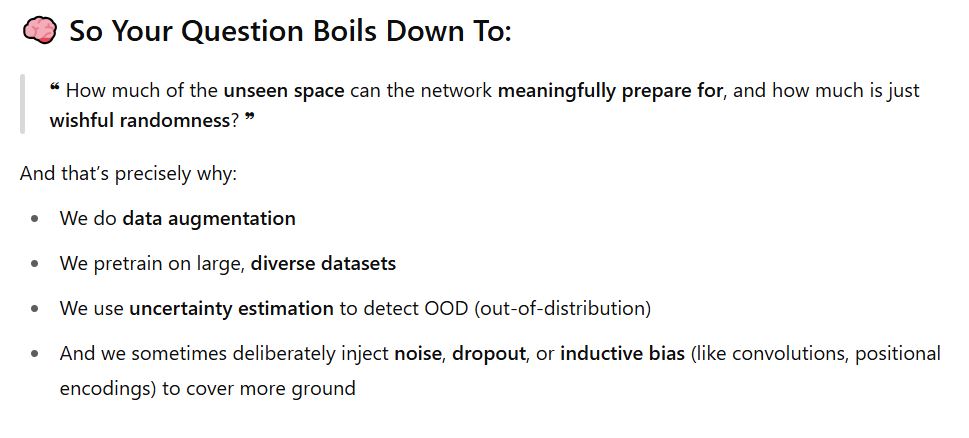 🧠 So Your Question Boils Down To:
❝ How much of the unseen space can the network meaningfully prepare for, and how much is just
wishful randomness? ❞
And that's precisely why:
• We do data augmentation
• We pretrain on large, diverse datasets
• We use uncertainty estimation to detect OOD (out-of-distribution)
• And we sometimes deliberately inject noise, dropout, or inductive bias (like convolutions, positional
encodings) to cover more ground